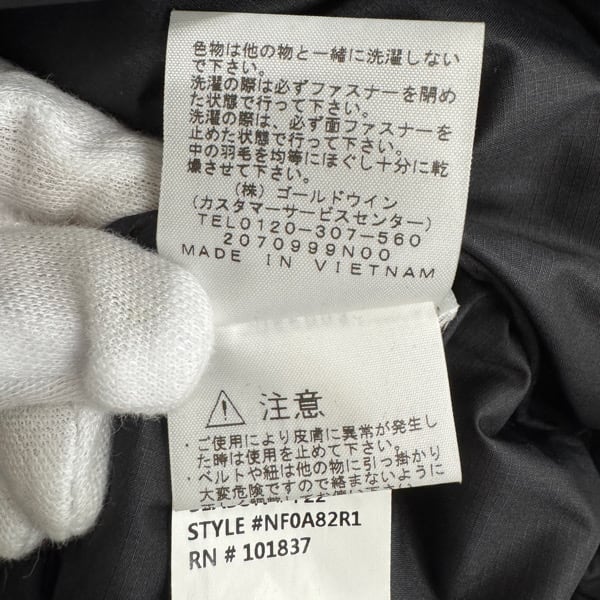 色物は他の物と一緒に洗濯しない
で下さい。
洗濯の際は必ずファスナーを閉め
た状態で行って下さい。
洗濯の際は、必ず面ファスナーを
止めた状態で行って下さい。
中の羽毛を均等にほぐし十分に乾
燥させて下さい。
(株) ゴールドウイン
(カスタマーサービスセンター)
TEL0120-307-560
2070999N00
MADE IN VIETNAM
注意
・ご使用により皮膚に異常が発生し
た時は使用を止めて下さい。
・ベルトや紐は他の物に引っ掛かり
大変危険ですので絡まないように
STYLE #NF0A82R1
RN # 101837